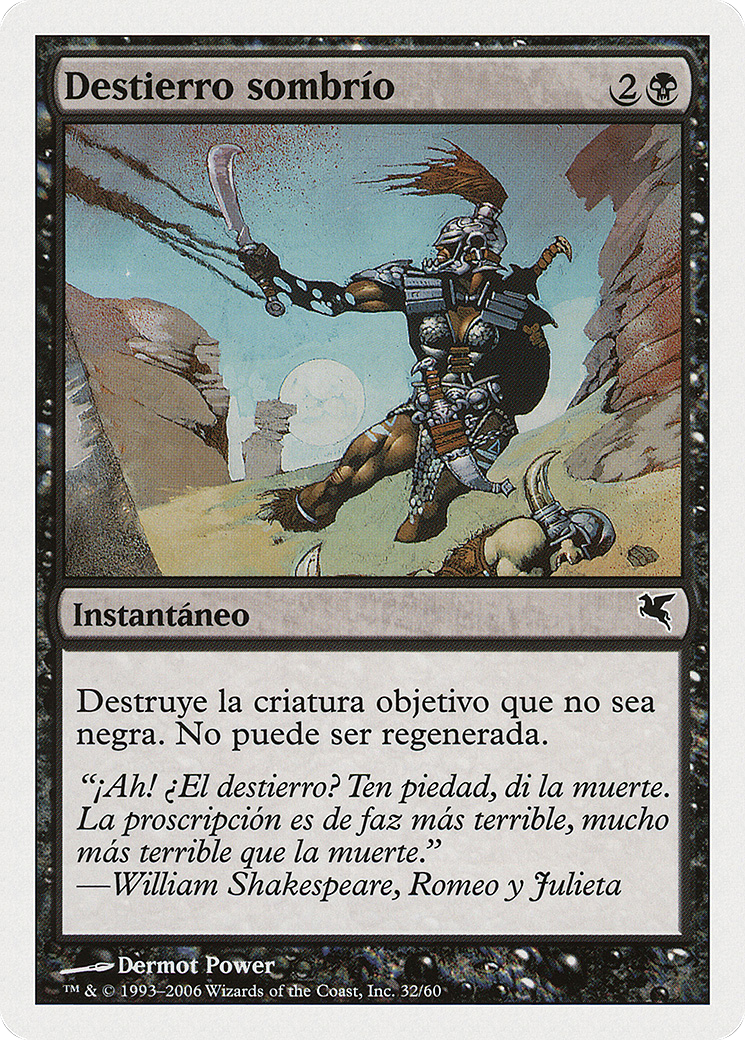 Destierro sombrío
2
Instantáneo
Destruye la criatura objetivo que no sea
negra. No puede ser regenerada.
“¡Ah! ¿El destierro? Ten piedad, di la muerte.
La proscripción es de faz más terrible, mucho
más terrible que la muerte.”
—William Shakespeare, Romeo y Julieta
Dermot Power
™ & © 1993–2006 Wizards of the Coast, Inc. 32/60